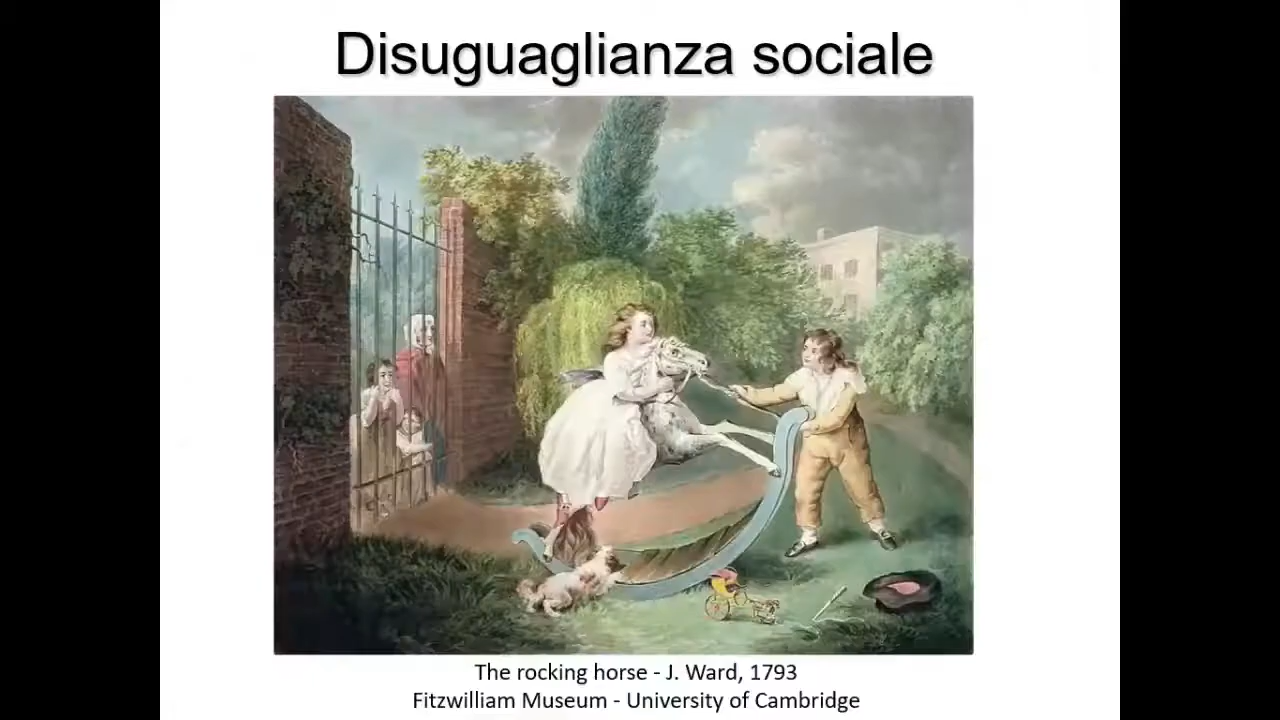 Disuguaglianza sociale
The rocking horse - J. Ward, 1793
Fitzwilliam Museum - University of Cambridge